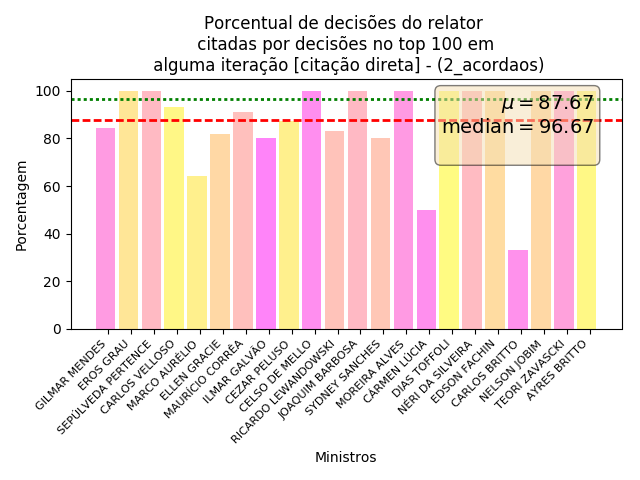 Porcentual de decisões do relator
citadas por decisões no top 100 em
alguma iteração [citação direta] - (2_acordaos)
Porcentagem
100
80
60
40
20
0
μ = 87.67
median = 96.67
GILMAR MENDES
EROS GRAU
SEPÚLVEDA PERTENCE
CARLOS VELLOSO
MARCO AURÉLIO
ELLEN GRACIE
MAURÍCIO CORRÊA
ILMAR GALVÃO
CEZAR PELUSO
CELSO DE MELLO
RICARDO LEWANDOWSKI
JOAQUIM BARBOSA
SYDNEY SANCHES
MOREIRA ALVES
CÁRMEN LÚCIA
DIAS TOFFOLI
NÉRI DA SILVEIRA
EDSON FACHIN
CARLOS BRITTO
NELSON JOBIM
TEORI ZAVASCKI
AYRES BRITTO
Ministros